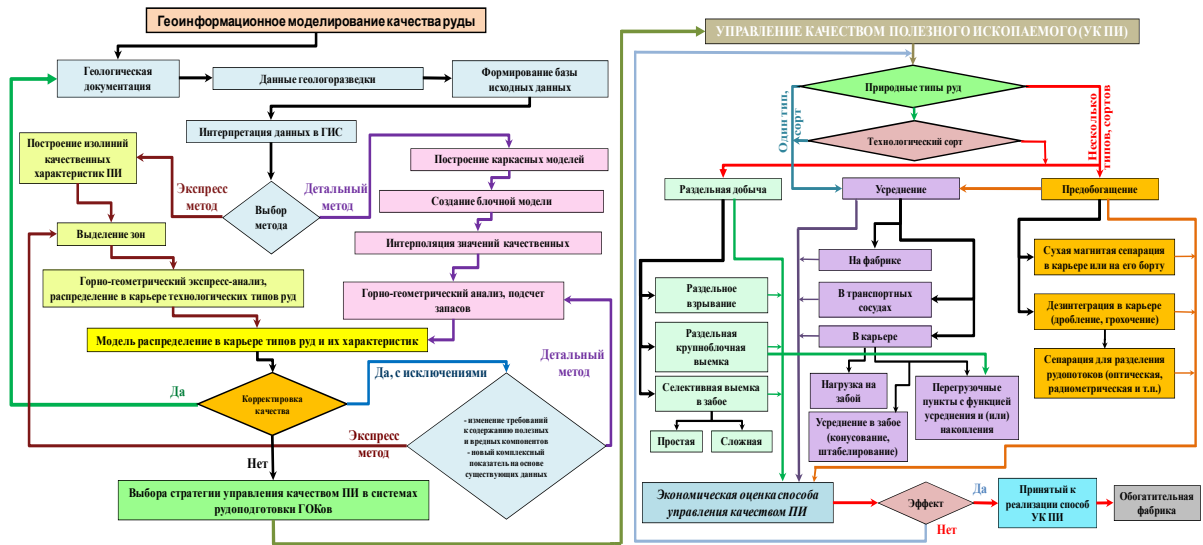 Геоинформационное моделирование качества руды
Геологическая
документация
Данные геологоразведки
Формирование базы
исходных данных
Интерпретация данных в ГИС
Построение изолиний
качественных
характеристик ПИ
Экспресс
метод
Выбор
метода
Детальный
метод
Построение каркасных моделей
Создание блочной модели
Интерполяция значений качественных
Горно-геометрический анализ, подсчет
запасов
Выделение зон
Горно-геометрический экспресс-анализ,
распределение в карьере технологических типов руд
Модель распределение в карьере типов руд и их характеристик
Да
Корректировка
качества
Да, с исключениями
Детальный
метод
Экспресс
метод
- изменение требований
к содержанию полезных
и вредных компонентов
- новый комплексный
показатель на основе
существующих данных
Нет
Выбора стратегии управления качеством ПИ в системах
рудоподготовки ГОКов
УПРАВЛЕНИЕ КАЧЕСТВОМ ПОЛЕЗНОГО ИСКОПАЕМОГО (УК ПИ)
Природные типы руд
Один тип,
сорт
Технологический сорт
Несколько
типов, сортов
Раздельная добыча
Усреднение
Предобогащение
Раздельное
взрывание
Раздельная
крупноблочная
выемка
Селективная выемка
в забое
Простая
Сложная
На фабрике
В транспортных
сосудах
В карьере
Нагрузка на
забой
Усреднение в забое
(конусование,
штабелирование)
Перегрузочные
пункты с функцией
усреднения и (или)
накопления
Сухая магнитая сепарация
в карьере или на его борту
Дезинтеграция в карьере
(дробление, грохочение)
Сепарация для разделения
рудопотоков (оптическая,
радиометрическая и т.п.)
Экономическая оценка способа
управления качеством ПИ
Эффект
Да
Нет
Принятый к
реализации способ
УК ПИ
Обогатительная
фабрика